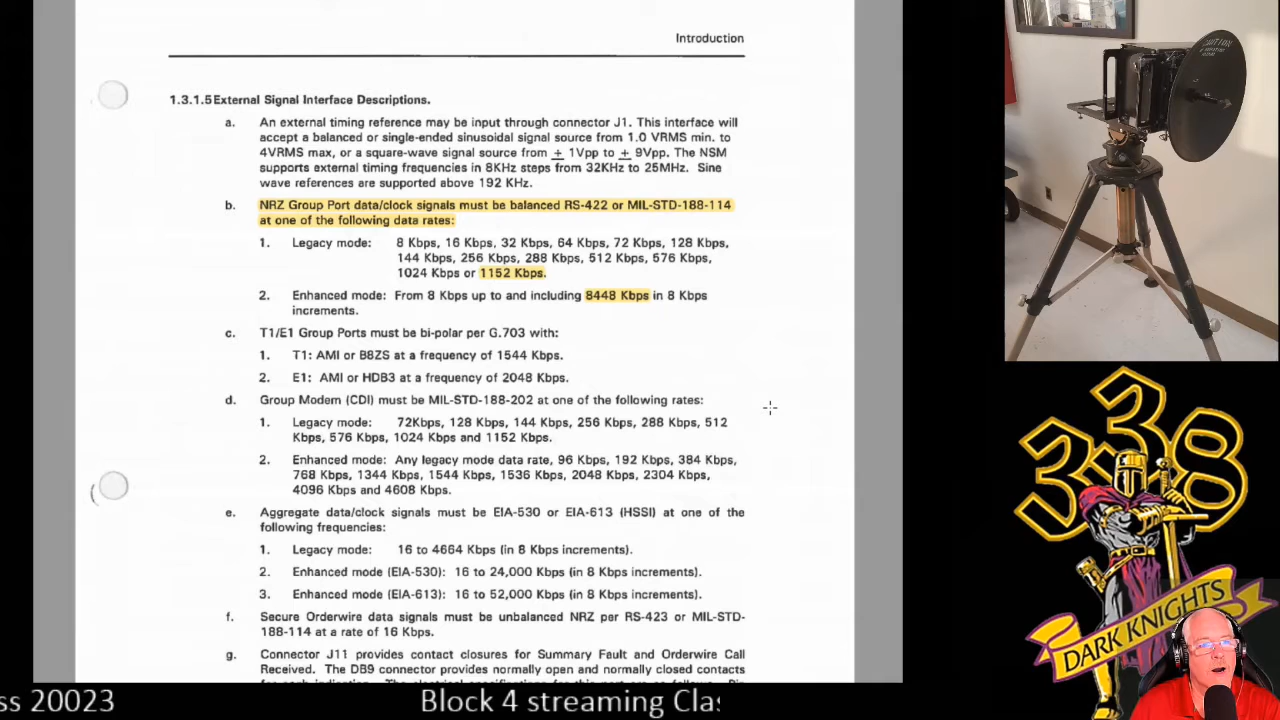 Introduction
1.3.1.5External Signal Interface Descriptions.
a. An external timing reference may be input through connector J1. This interface will
accept a balanced or single-ended sinusoidal signal source from 1.0 VRMS min. to
4VRMS max, or a square-wave signal source from + 1Vpp to + 9Vpp. The NSM
supports external timing frequencies in 8KHz steps from 32KHz to 25MHz. Sine
wave references are supported above 192 KHz.
b. NRZ Group Port data/clock signals must be balanced RS-422 or MIL-STD-188-114
at one of the following data rates:
1. Legacy mode: 8 Kbps, 16 Kbps, 32 Kbps, 64 Kbps, 72 Kbps, 128 Kbps,
144 Kbps, 256 Kbps, 288 Kbps, 512 Kbps, 576 Kbps,
1024 Kbps or 1152 Kbps.
2. Enhanced mode: From 8 Kbps up to and including 8448 Kbps in 8 Kbps
increments.
c. T1/E1 Group Ports must be bi-polar per G.703 with:
1. T1: AMI or B8ZS at a frequency of 1544 Kbps.
2. E1: AMI or HDB3 at a frequency of 2048 Kbps.
d. Group Modem (CDI) must be MIL-STD-188-202 at one of the following rates:
1. Legacy mode: 72Kbps, 128 Kbps, 144 Kbps, 256 Kbps, 288 Kbps, 512
Kbps, 576 Kbps, 1024 Kbps and 1152 Kbps.
2. Enhanced mode: Any legacy mode data rate, 96 Kbps, 192 Kbps, 384 Kbps,
768 Kbps, 1344 Kbps, 1544 Kbps, 1536 Kbps, 2048 Kbps, 2304 Kbps,
4096 Kbps and 4608 Kbps.
e. Aggregate data/clock signals must be EIA-530 or EIA-613 (HSSI) at one of the
following frequencies:
1. Legacy mode: 16 to 4664 Kbps (in 8 Kbps increments).
2. Enhanced mode (EIA-530): 16 to 24,000 Kbps (in 8 Kbps increments).
3. Enhanced mode (EIA-613): 16 to 52,000 Kbps (in 8 Kbps increments).
f. Secure Orderwire data signals must be unbalanced NRZ per RS-423 or MIL-STD-
188-114 at a rate of 16 Kbps.
g. Connector J11 provides contact closures for Summary Fault and Orderwire Call
Received. The DB9 connector provides normally open and normally closed contacts
CAUTION
338
DARK KNIGHTS
ss 20023 Block 4 streaming Clas